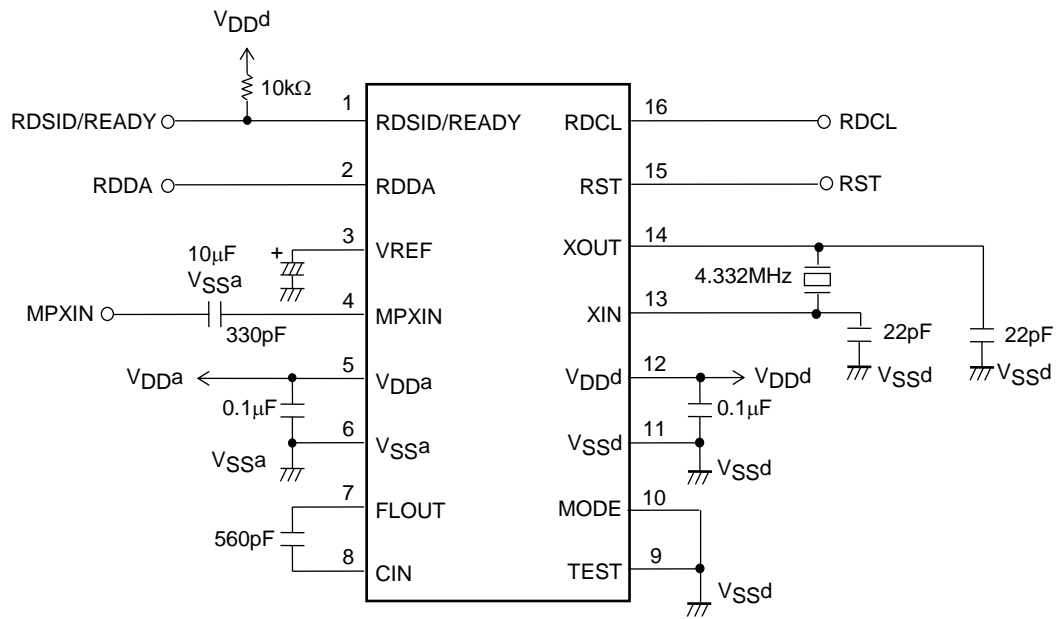 VDDd
10kΩ
1
16
RDSID/READY
RDSID/READY
RDCL
RDCL
2
15
RDDA
RDDA
RST
RST
3
14
10μF
+
VREF
XOUT
VSSa
4.332MHz
4
13
MPXIN
MPXIN
XIN
330pF
22pF
22pF
5
12
VDDa
VDDa
VDDd
VDDd
VSSd
VSSd
0.1μF
0.1μF
6
11
VSSa
VSSa
VSSd
VSSd
7
10
FLOUT
MODE
560pF
8
9
CIN
TEST
VSSd